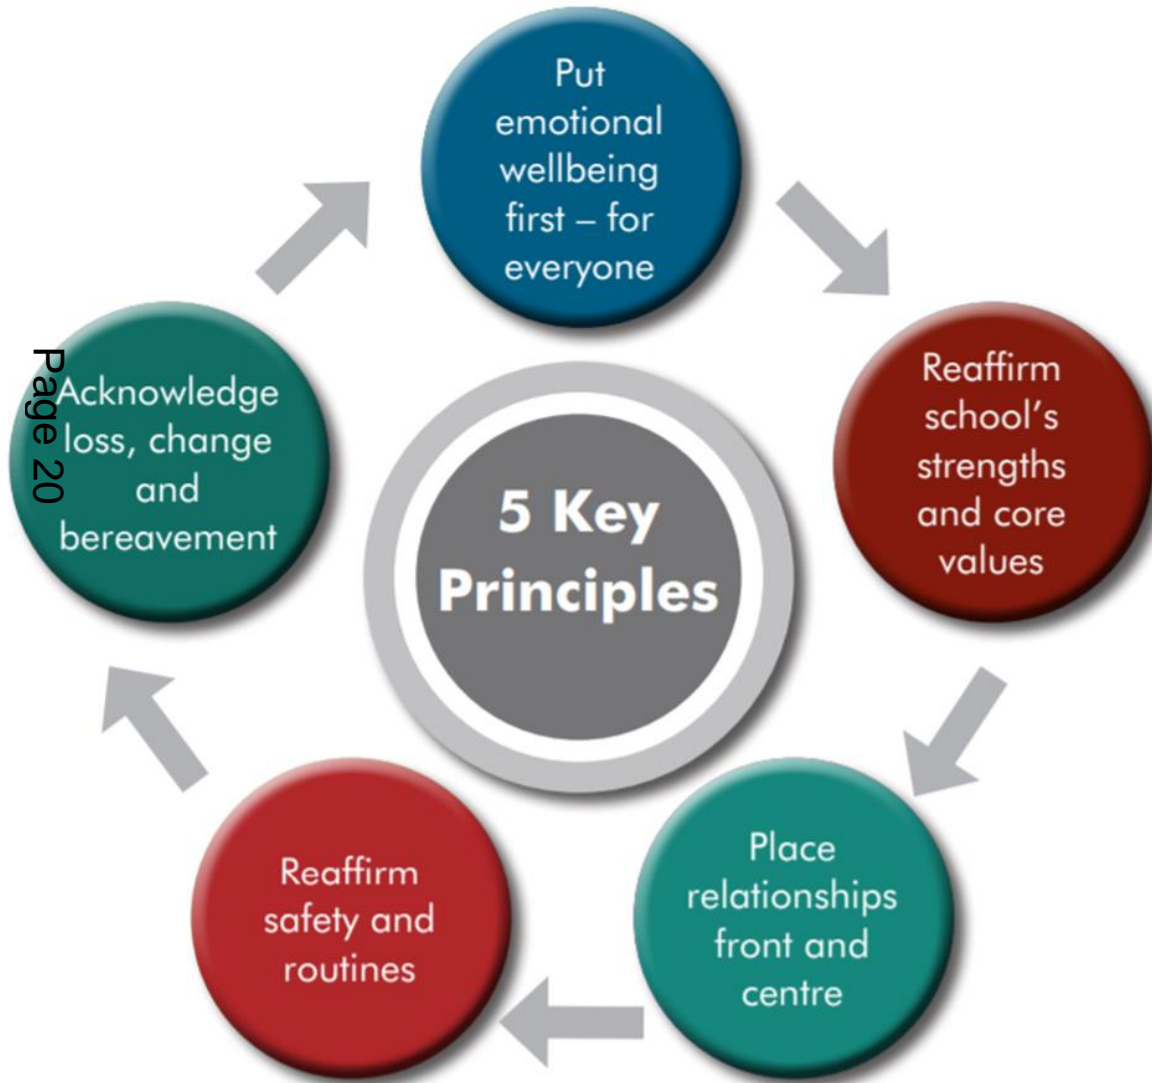 Put
emotional
wellbeing
first – for
everyone
Reaffirm
school's
strengths
and core
values
Place
relationships
front and
centre
Reaffirm
safety and
routines
Acknowledge
loss, change
and
bereavement
5 Key
Principles
Page 20